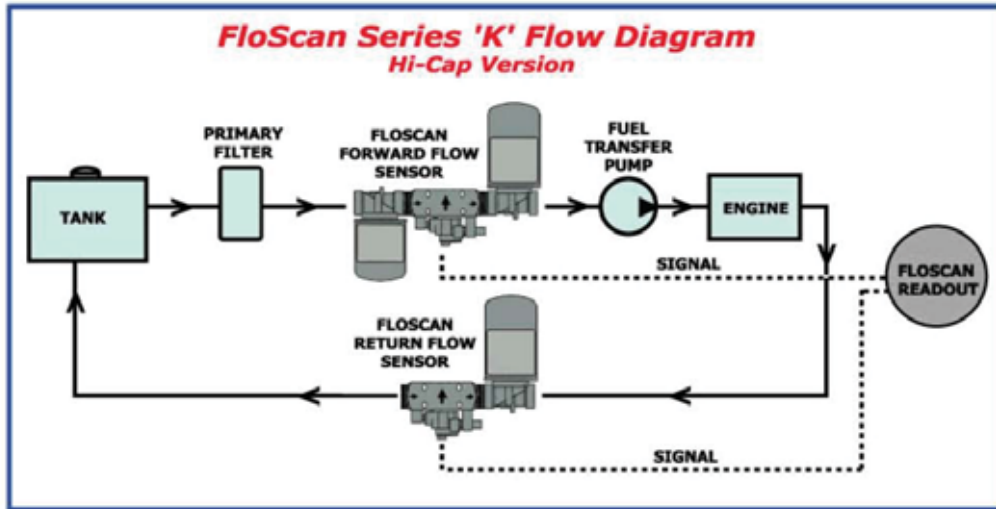 FloScan Series 'K' Flow Diagram
Hi-Cap Version
PRIMARY
FILTER
FLOSCAN
FORWARD FLOW
SENSOR
FUEL
TRANSFER
PUMP
TANK
ENGINE
SIGNAL
FLOSCAN
READOUT
FLOSCAN
RETURN FLOW
SENSOR
SIGNAL